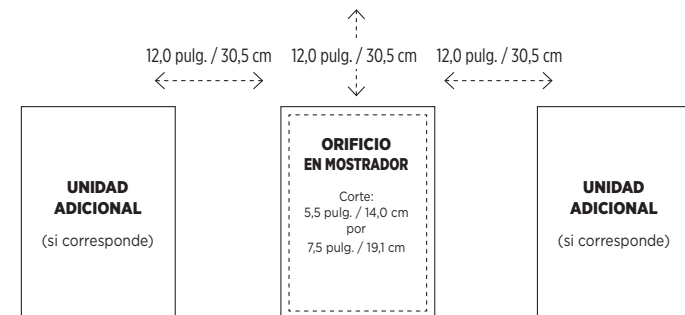 12,0 pulg. / 30,5 cm
12,0 pulg. / 30,5 cm
12,0 pulg. / 30,5 cm
UNIDAD
ADICIONAL
(si corresponde)
ORIFICIO
EN MOSTRADOR
Corte:
5,5 pulg. / 14,0 cm
por
7,5 pulg. / 19,1 cm
UNIDAD
ADICIONAL
(si corresponde)